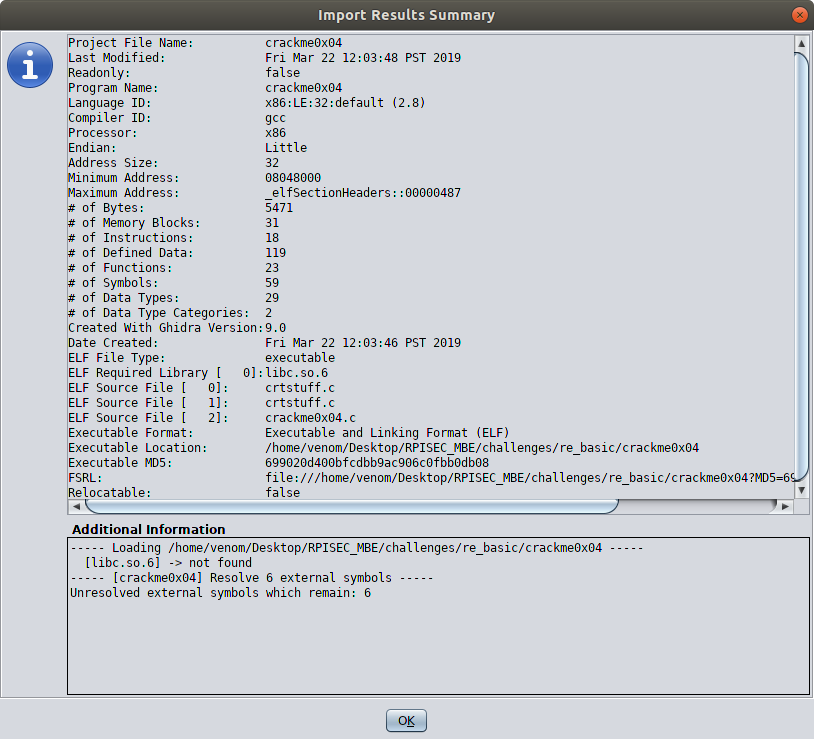 Import Results Summary
Project File Name: crackme0x04
Last Modified: Fri Mar 22 12:03:48 PST 2019
Readonly: false
Program Name: crackme0x04
Language ID: x86:LE:32:default (2.8)
Compiler ID: gcc
Processor: x86
Endian: Little
Address Size: 32
Minimum Address: 08048000
Maximum Address: _elfSectionHeaders::00000487
# of Bytes: 5471
# of Memory Blocks: 31
# of Instructions: 18
# of Defined Data: 119
# of Functions: 23
# of Symbols: 59
# of Data Types: 29
# of Data Type Categories: 2
Created With Ghidra Version: 9.0
Date Created: Fri Mar 22 12:03:46 PST 2019
ELF File Type: executable
ELF Required Library [   0]: libc.so.6
ELF Source File [   0]: crtstuff.c
ELF Source File [   1]: crtstuff.c
ELF Source File [   2]: crackme0x04.c
Executable Format: Executable and Linking Format (ELF)
Executable Location: /home/venom/Desktop/RPISEC_MBE/challenges/re_basic/crackme0x04
Executable MD5: 699020d400bfcdbb9ac906c0fbb0db08
FSRL: file:///home/venom/Desktop/RPISEC_MBE/challenges/re_basic/crackme0x04?MD5=69
Relocatable: false
Additional Information
----- Loading /home/venom/Desktop/RPISEC_MBE/challenges/re_basic/crackme0x04 -----
[libc.so.6] -> not found
----- [crackme0x04] Resolve 6 external symbols -----
Unresolved external symbols which remain: 6
OK